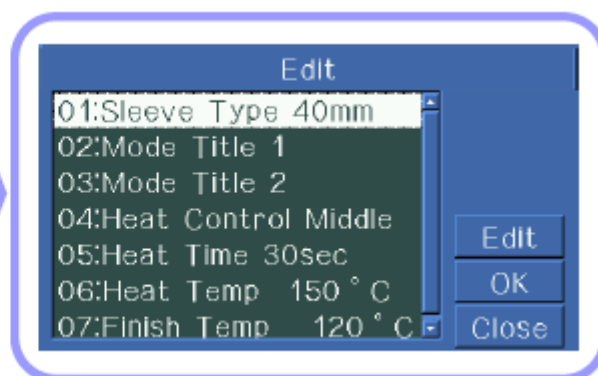 Edit
01:Sleeve Type 40mm
02:Mode Title 1
03:Mode Title 2
04:Heat Control Middle
05:Heat Time 30sec
06:Heat Temp 150°C
07:Finish Temp 120°C
Edit
OK
Close